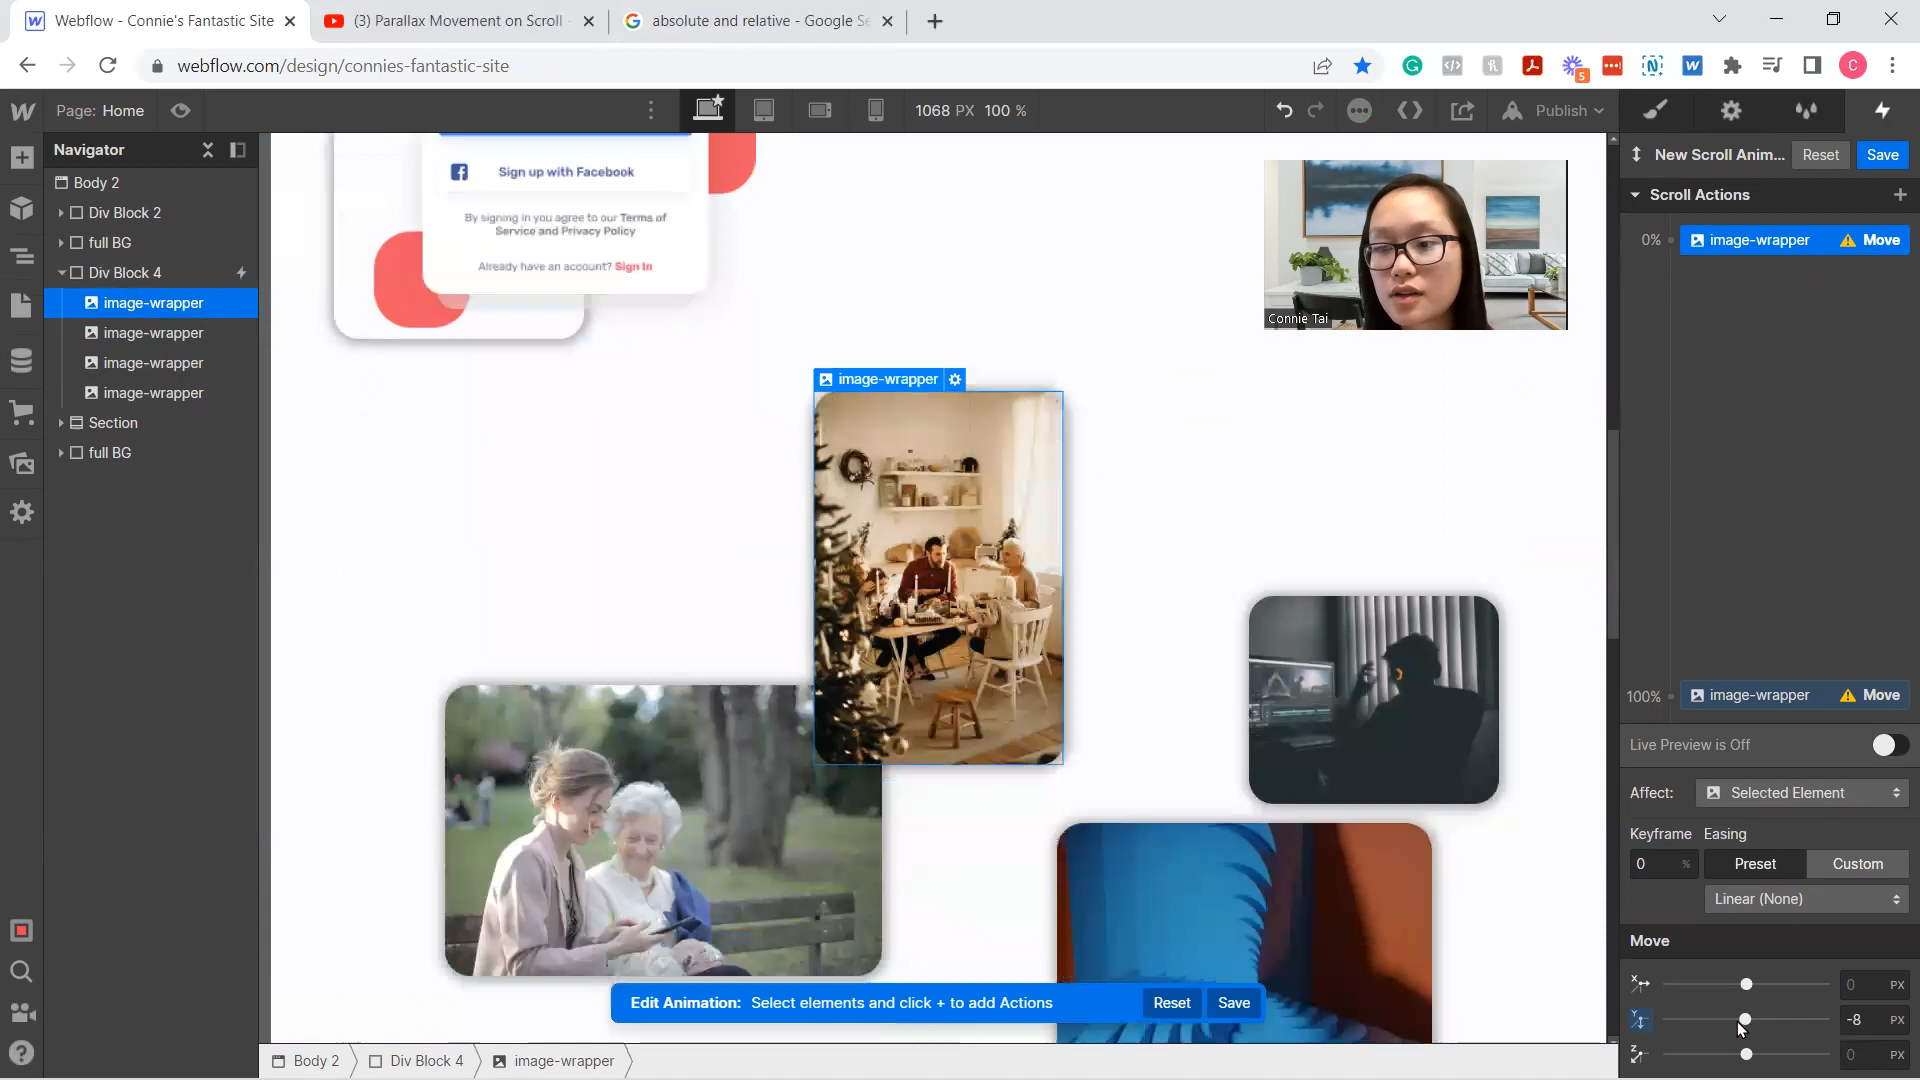 Webflow - Connie's Fantastic Site
(3) Parallax Movement on Scroll -
absolute and relative - Google Se
webflow.com/design/connies-fantastic-site
5
C
Page: Home
1068 PX 100 %
Publish
Navigator
New Scroll Anim...
Reset
Save
Body 2
Div Block 2
full BG
Div Block 4
image-wrapper
image-wrapper
image-wrapper
image-wrapper
Section
full BG
Sign up with Facebook
By signing in you agree to our Terms of
Service and Privacy Policy
Already have an account? Sign In
Connie Tai
image-wrapper
Scroll Actions
0%
image-wrapper
Move
100%
image-wrapper
Move
Live Preview is Off
Affect:
Selected Element
Keyframe
Easing
0
%
Preset
Custom
Linear (None)
Move
X
0
PX
Y
-8
PX
Z
0
PX
Edit Animation: Select elements and click + to add Actions
Reset
Save
Body 2
Div Block 4
image-wrapper